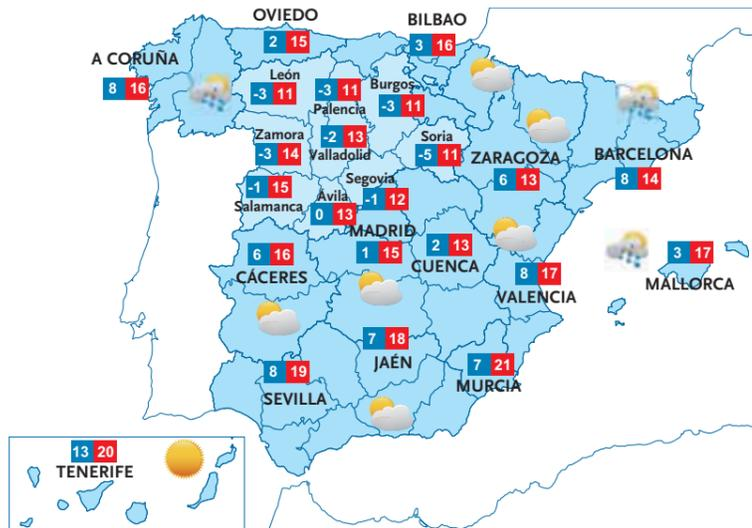 OVIEDO
2 15
BILBAO
3 16
A CORUÑA
8 16
León
-3 11
-3 11
Palencia
Burgos
-3 11
Zamora
-3 14
-2 13
Valladolid
Soria
-5 11
ZARAGOZA
6 13
BARCELONA
8 14
-1 15
Salamanca
Ávila
0 13
Segovia
-1 12
MADRID
1 15
2 13
CUENCA
6 16
CÁCERES
8 17
VALENCIA
3 17
MALLORCA
7 18
JAÉN
7 21
MURCIA
8 19
SEVILLA
13 20
TENERIFE